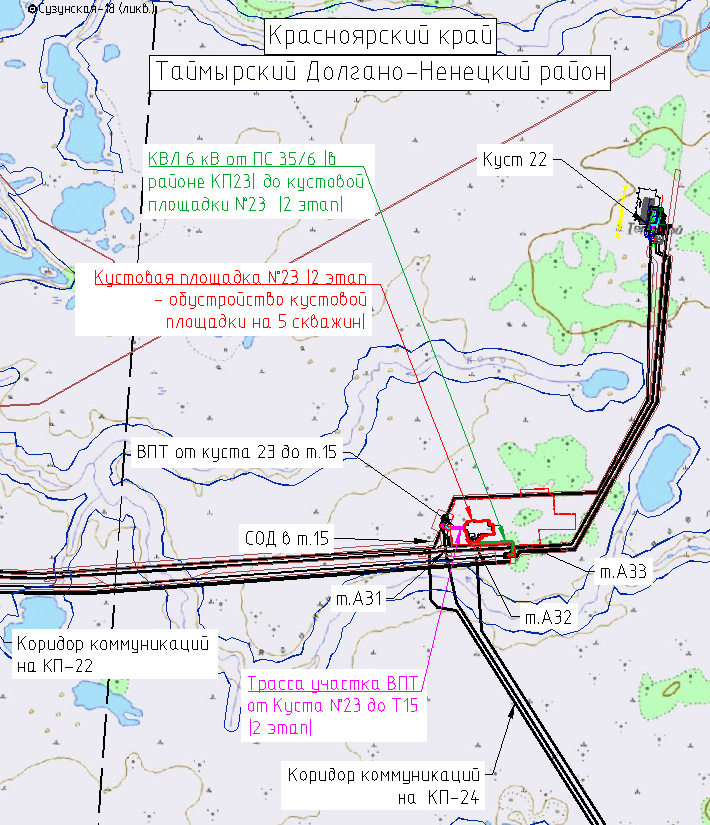 Сузунская-18 (ликв.)
Красноярский край
Таймырский Долгано-Ненецкий район
КВЛ 6 кВ от ПС 35/6 |в
районе КП23| до кустовой
площадки №23 |2 этап|
Куст 22
Кустовая площадка №23 |2 этап
- обустройство кустовой
площадки на 5 скважин|
ВПТ от куста 23 до т.15
СОД в т.15
т.А33
т.А31
т.А32
Коридор коммуникаций
на КП-22
Трасса участка ВПТ
от Куста №23 до Т15
|2 этап|
Коридор коммуникаций
на КП-24